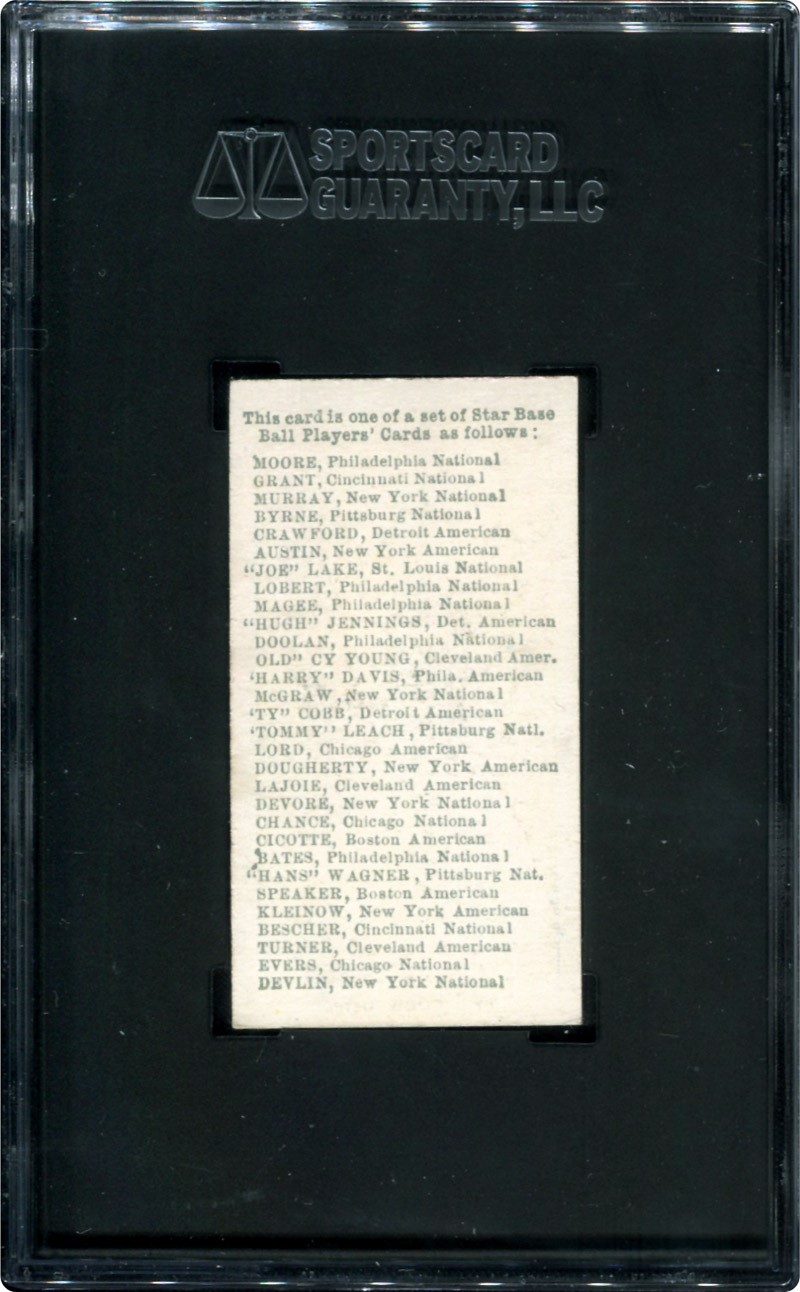 SPORTSCARD
GUARANTY, LLC
This card is one of a set of Star Base
Ball Players' Cards as follows:
MOORE, Philadelphia National
GRANT, Cincinnati National
MURRAY, New York National
BYRNE, Pittsburg National
CRAWFORD, Detroit American
AUSTIN, New York American
“JOE” LAKE, St. Louis National
LOBERT, Philadelphia National
MAGEE, Philadelphia National
“HUGH” JENNINGS, Det. American
DOOLAN, Philadelphia National
OLD” CY YOUNG, Cleveland Amer.
‘HARRY” DAVIS, Phila. American
McGRAW, New York National
‘TY” COBB, Detroit American
‘TOMMY” LEACH, Pittsburg Natl.
LORD, Chicago American
DOUGHERTY, New York American
LAJOIE, Cleveland American
DEVORE, New York National
CHANCE, Chicago National
CICOTTE, Boston American
BATES, Philadelphia National
“HANS” WAGNER, Pittsburg Nat.
SPEAKER, Boston American
KLEINOW, New York American
BESCHER, Cincinnati National
TURNER, Cleveland American
EVERS, Chicago National
DEVLIN, New York National